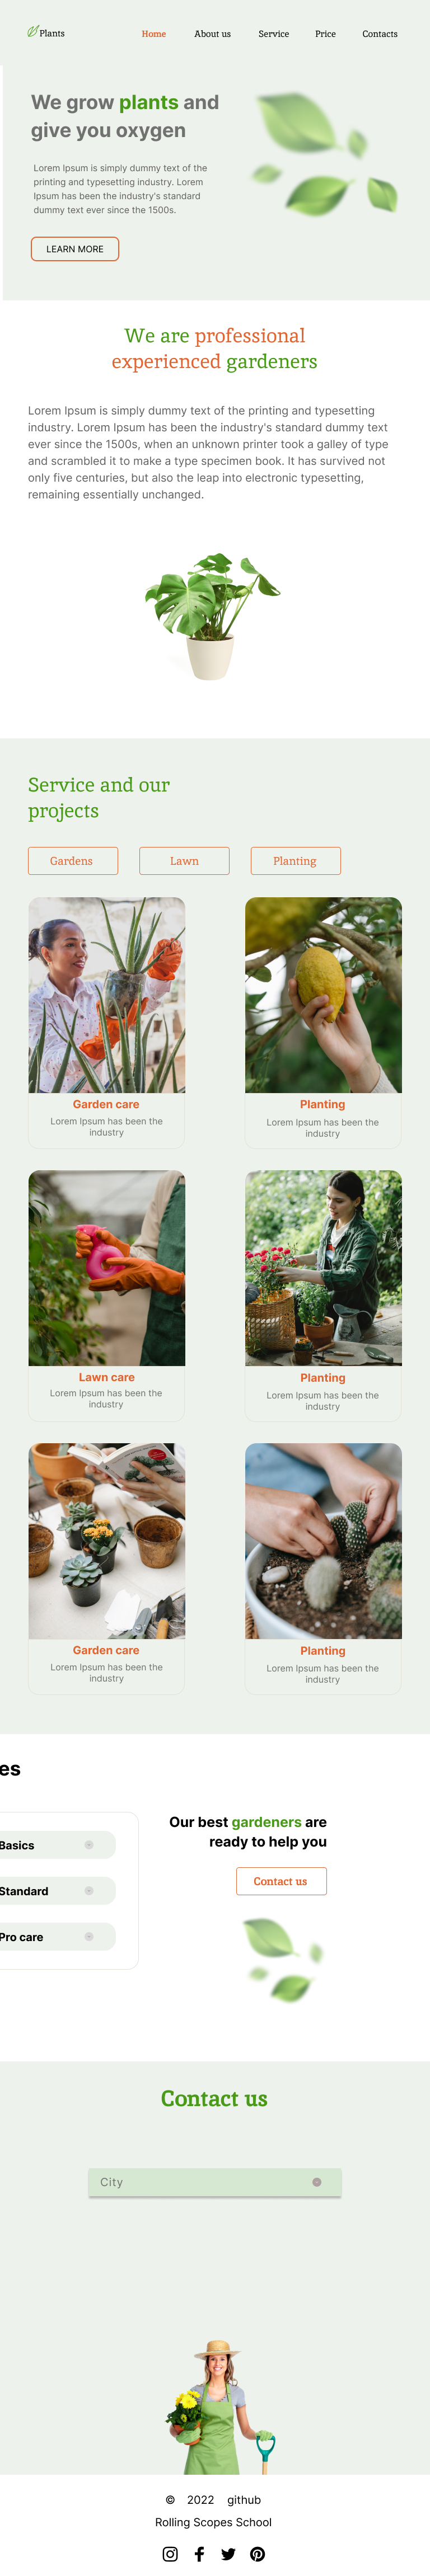 Plants
Home
About us
Service
Price
Contacts
We grow plants and
give you oxygen
Lorem Ipsum is simply dummy text of the
printing and typesetting industry. Lorem
Ipsum has been the industry's standard
dummy text ever since the 1500s.
LEARN MORE
We are professional
experienced gardeners
Lorem Ipsum is simply dummy text of the printing and typesetting
industry. Lorem Ipsum has been the industry's standard dummy text
ever since the 1500s, when an unknown printer took a galley of type
and scrambled it to make a type specimen book. It has survived not
only five centuries, but also the leap into electronic typesetting,
remaining essentially unchanged.
Service and our
projects
Gardens
Lawn
Planting
Garden care
Lorem Ipsum has been the
industry
Planting
Lorem Ipsum has been the
industry
Lawn care
Lorem Ipsum has been the
industry
Planting
Lorem Ipsum has been the
industry
Garden care
Lorem Ipsum has been the
industry
Planting
Lorem Ipsum has been the
industry
es
Basics
Standard
Pro care
Our best gardeners are
ready to help you
Contact us
Contact us
City
© 2022 github
Rolling Scopes School